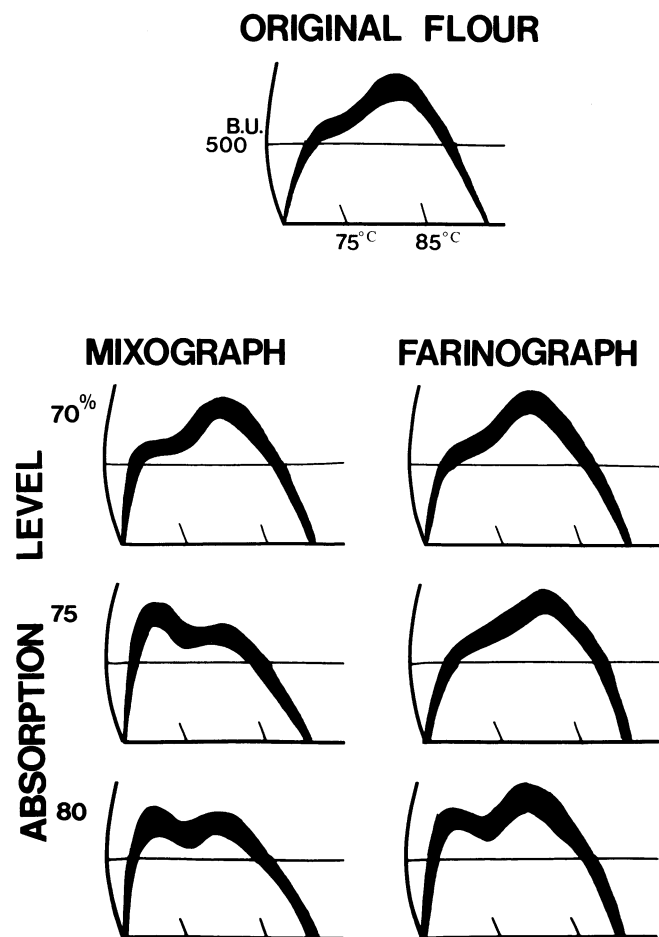 ORIGINAL FLOUR
B.U.
500
75°C 85°C
MIXOGRAPH FARINOGRAPH
70%
75
80
ABSORPTION LEVEL